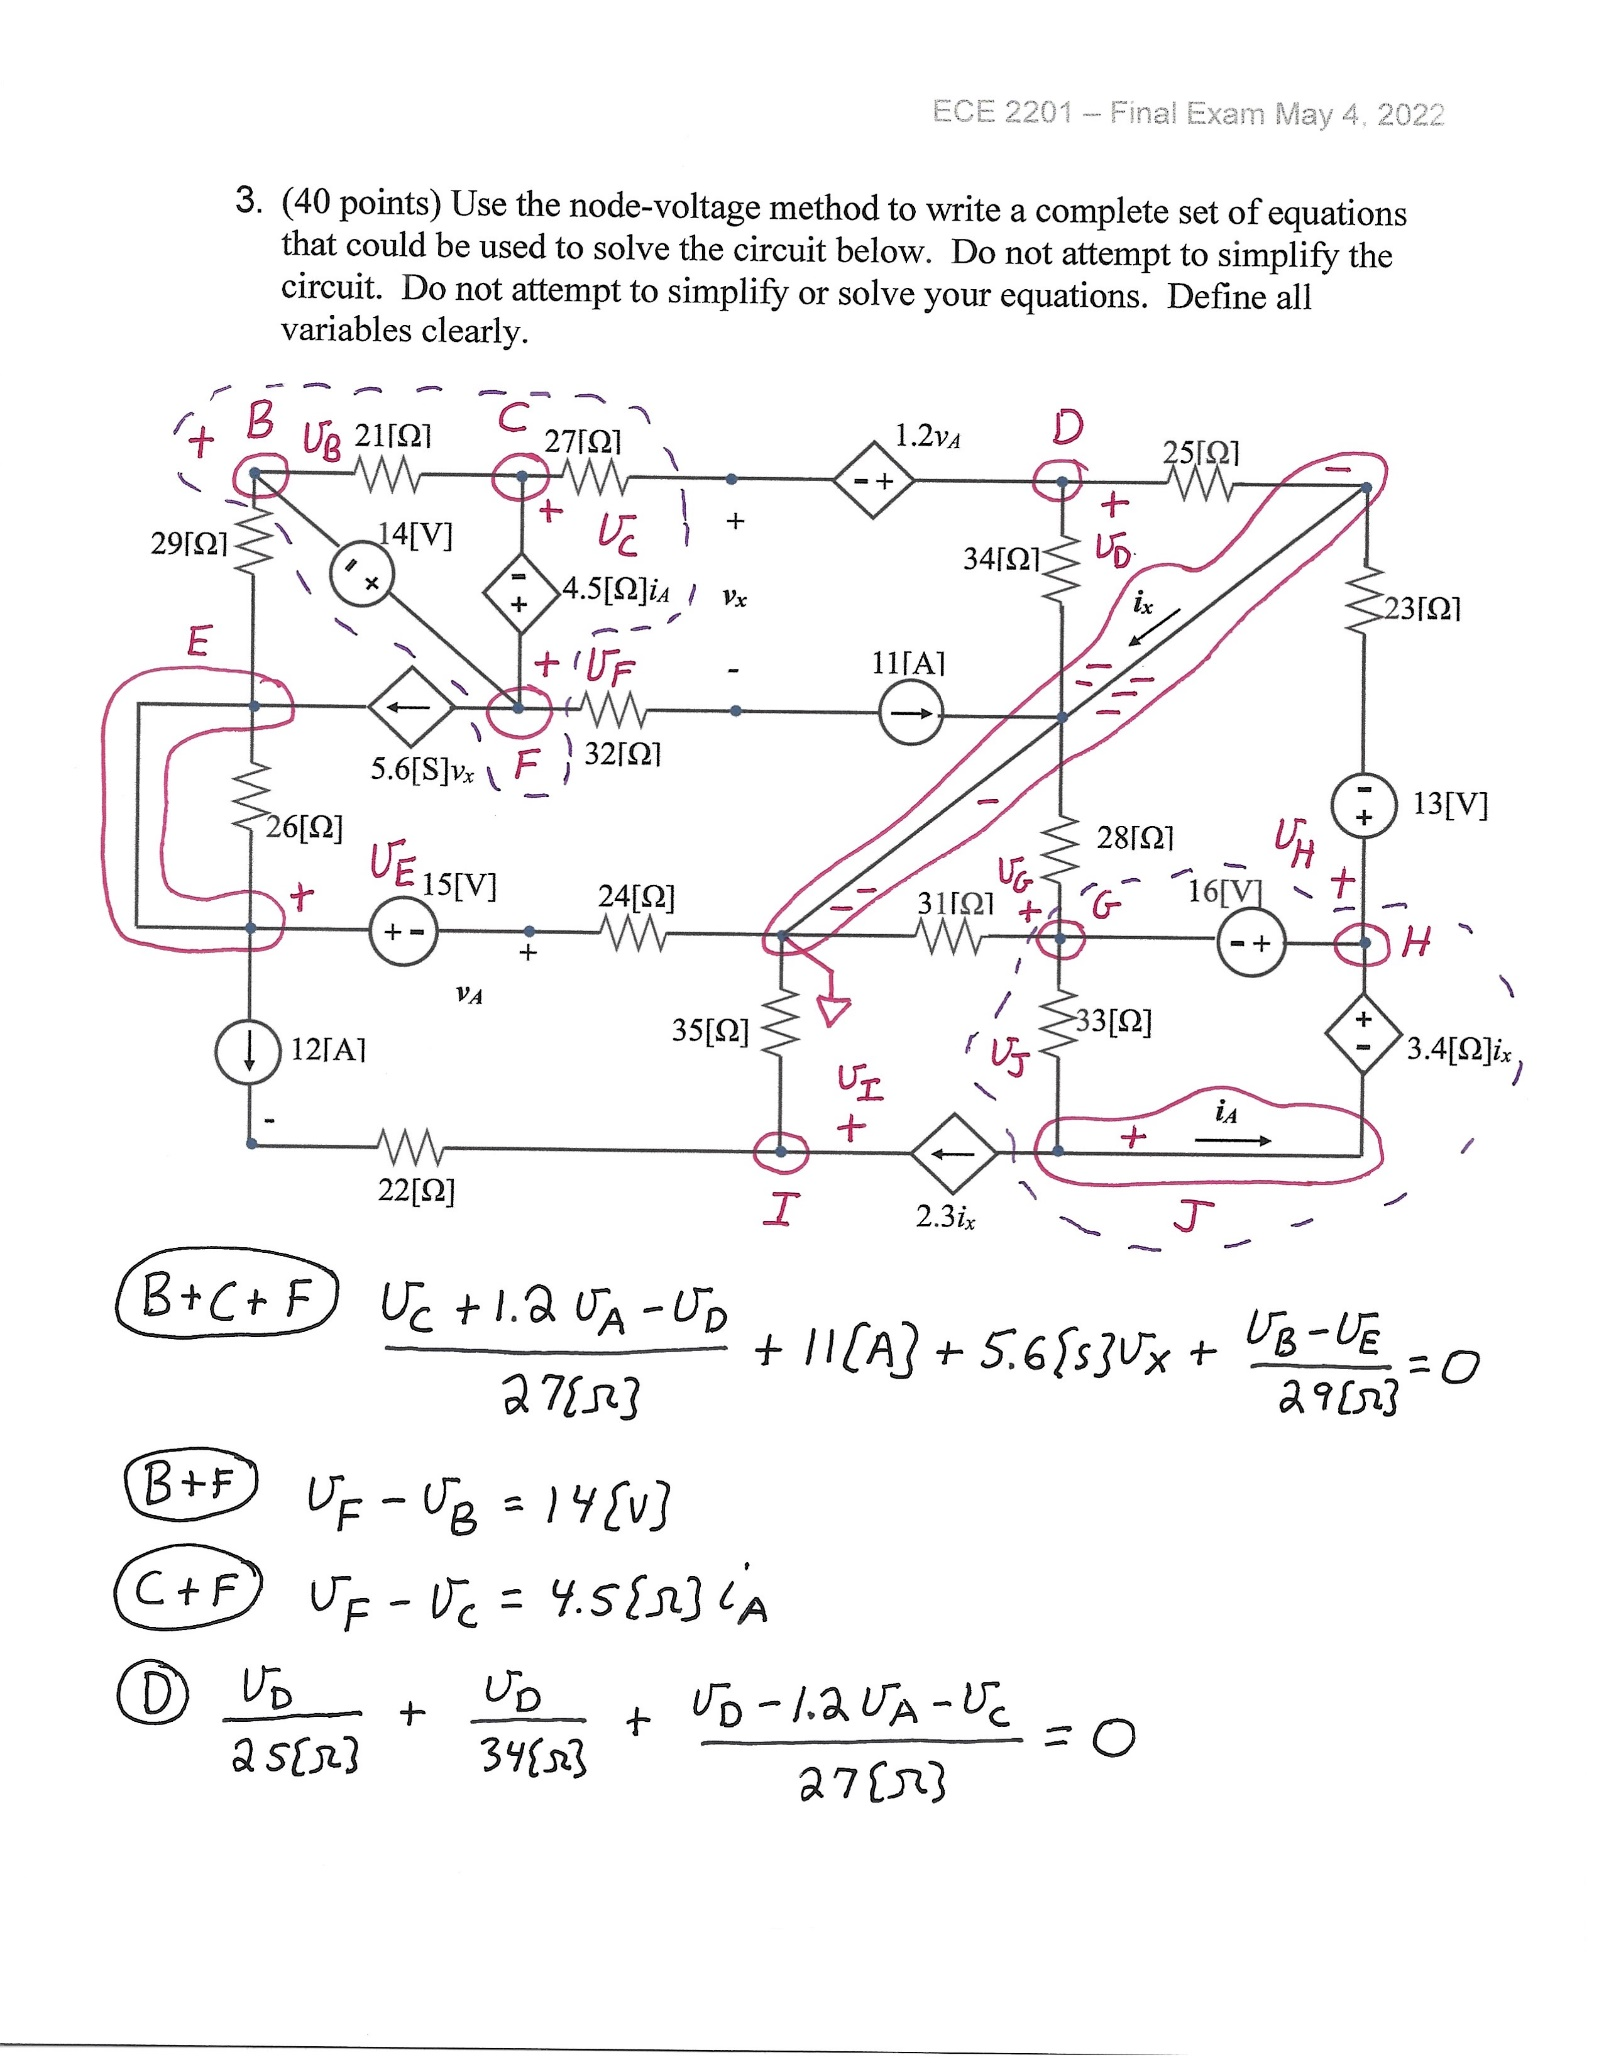 ECE 2201 – Final Exam May 4, 2022
3. (40 points) Use the node-voltage method to write a complete set of equations
that could be used to solve the circuit below. Do not attempt to simplify the
circuit. Do not attempt to simplify or solve your equations. Define all
variables clearly.
+ B v_B 21[Ω] C 27[Ω] 1.2v_A D 25[Ω] -
- +
+ v_C + + v_D
29[Ω] 14[V] - + - + 4.5[Ω]i_A v_x 34[Ω] i_x 23[Ω]
E + v_F - 11[A] - - - -
5.6[S]v_x F 32[Ω]
26[Ω] - 28[Ω] - + 13[V]
+ v_E 15[V] 24[Ω] - - 31[Ω] v_G + G 16[V] v_H +
+ - + - + H
v_A
12[A] 35[Ω] 33[Ω] + - 3.4[Ω]i_x
v_I v_J
- + + i_A
22[Ω] I 2.3i_x J
B+C+F (v_C + 1.2 v_A - v_D)/27[Ω] + 11[A] + 5.6[S]v_X + (v_B - v_E)/29[Ω] = 0
B+F v_F - v_B = 14[V]
C+F v_F - v_C = 4.5[Ω] i_A
D v_D/25[Ω] + v_D/34[Ω] + (v_D - 1.2 v_A - v_C)/27[Ω] = 0